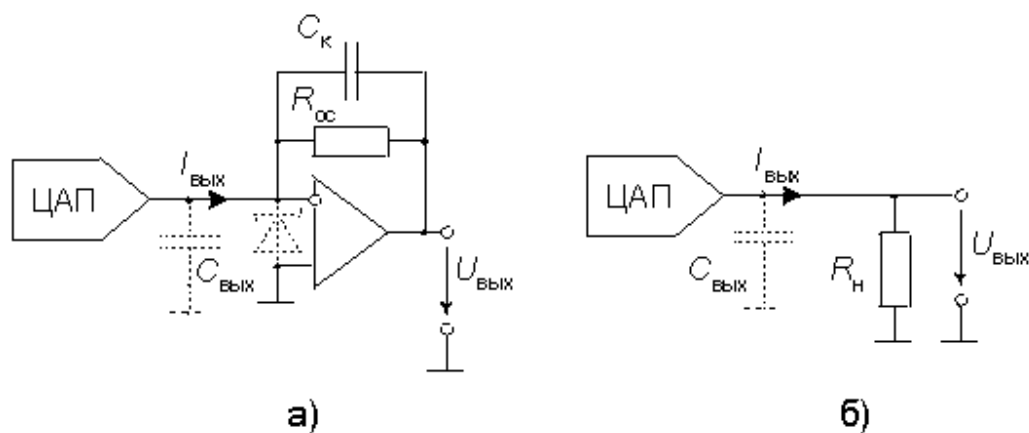 Cк
Rос
ЦАП
Iвых
Cвых
Uвых
а)
ЦАП
Iвых
Cвых
Rн
Uвых
б)